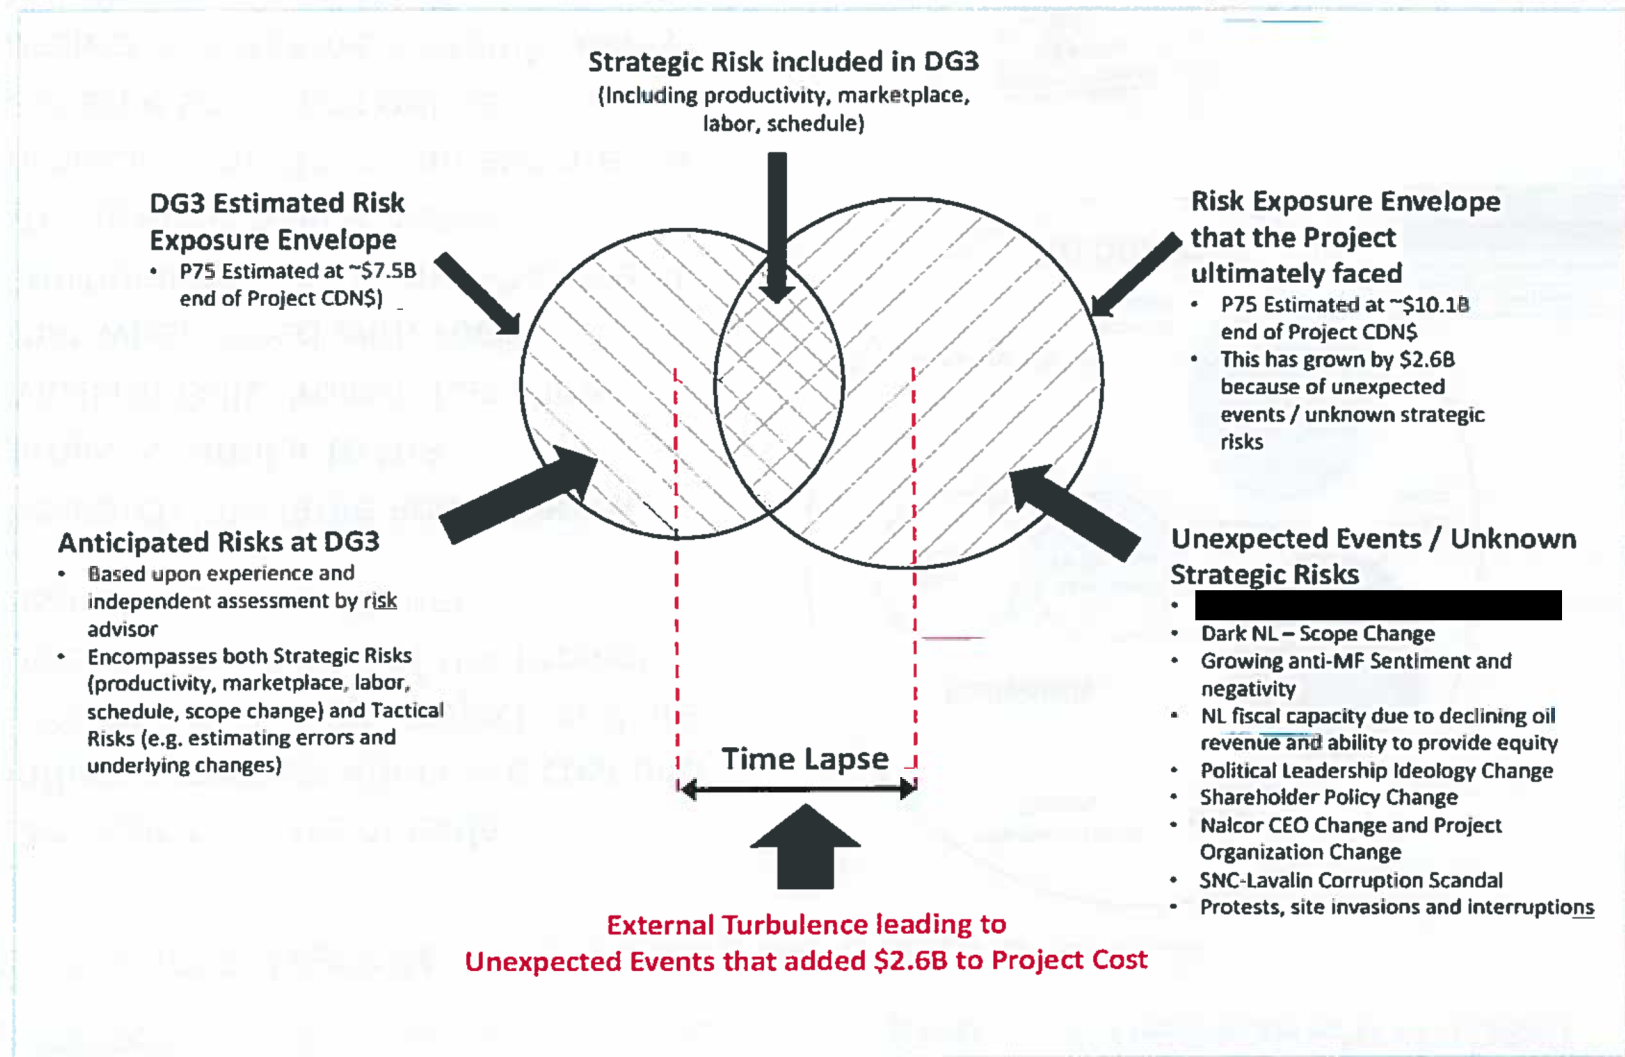 Strategic Risk included in DG3
(Including productivity, marketplace,
labor, schedule)
DG3 Estimated Risk
Exposure Envelope
• P75 Estimated at ~$7.5B
end of Project CDN$)
Risk Exposure Envelope
that the Project
ultimately faced
• P75 Estimated at ~$10.1B
end of Project CDN$
• This has grown by $2.6B
because of unexpected
events / unknown strategic
risks
Anticipated Risks at DG3
• Based upon experience and
independent assessment by risk
advisor
• Encompasses both Strategic Risks
(productivity, marketplace, labor,
schedule, scope change) and Tactical
Risks (e.g. estimating errors and
underlying changes)
Unexpected Events / Unknown
Strategic Risks
•
• Dark NL – Scope Change
• Growing anti-MF Sentiment and
negativity
• NL fiscal capacity due to declining oil
revenue and ability to provide equity
• Political Leadership Ideology Change
• Shareholder Policy Change
• Nalcor CEO Change and Project
Organization Change
• SNC-Lavalin Corruption Scandal
• Protests, site invasions and interruptions
Time Lapse
External Turbulence leading to
Unexpected Events that added $2.6B to Project Cost